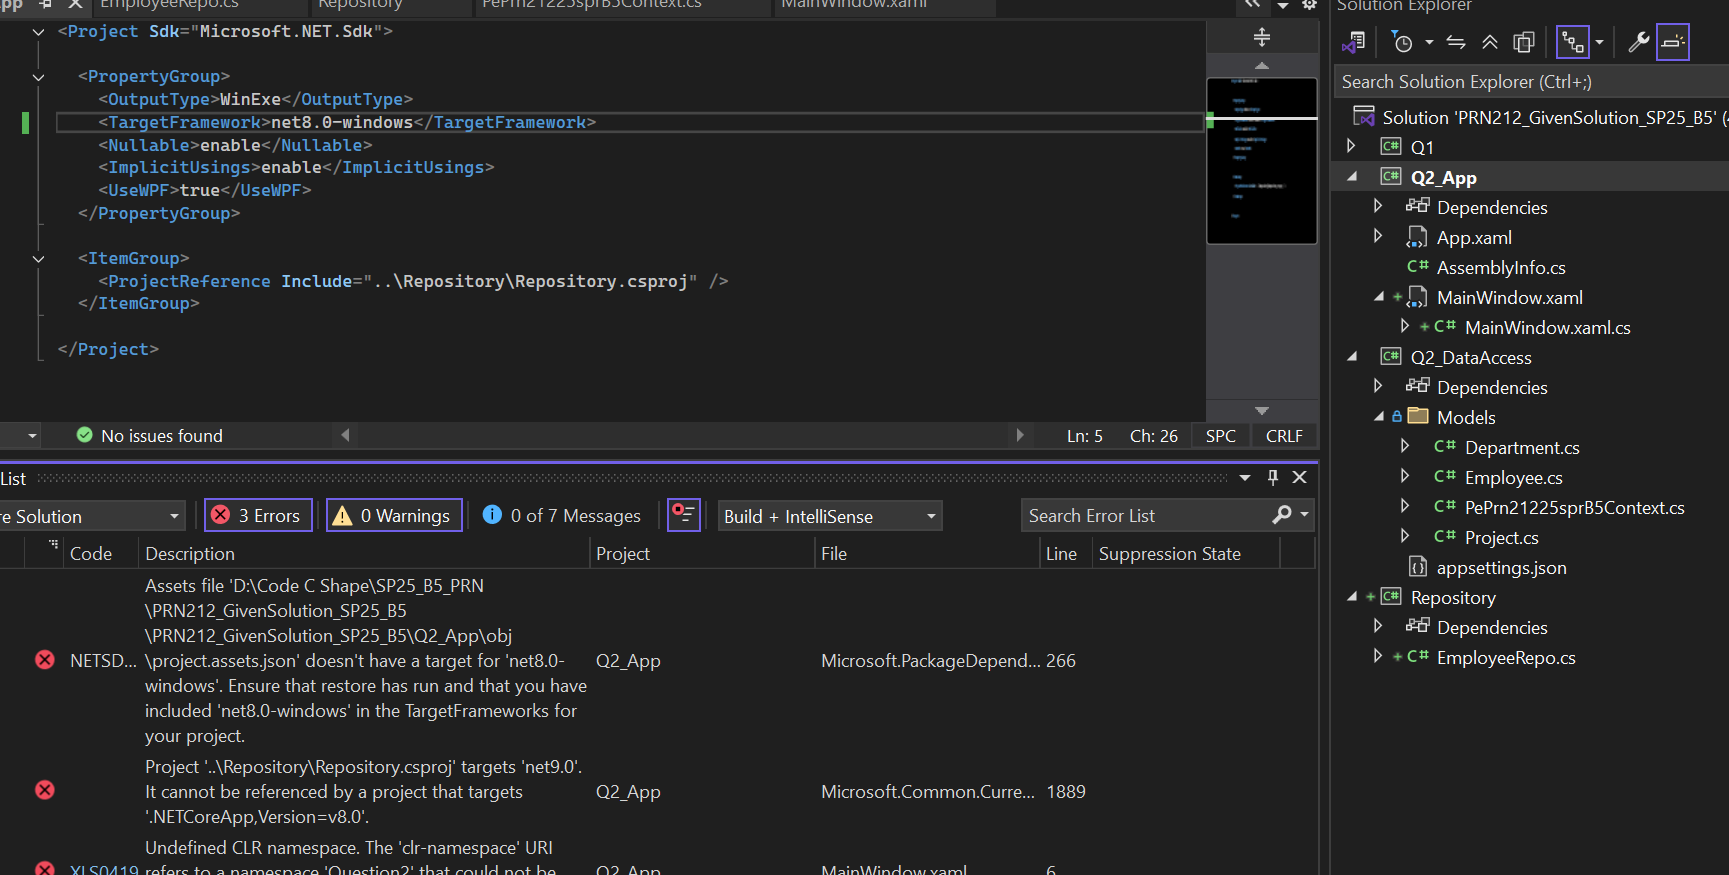 pp
EmployeeRepo.cs
Repository
PePrn21225sprB5Context.cs
MainWindow.xaml
<Project Sdk="Microsoft.NET.Sdk">
<PropertyGroup>
<OutputType>WinExe</OutputType>
<TargetFramework>net8.0-windows</TargetFramework>
<Nullable>enable</Nullable>
<ImplicitUsings>enable</ImplicitUsings>
<UseWPF>true</UseWPF>
</PropertyGroup>
<ItemGroup>
<ProjectReference Include="..\Repository\Repository.csproj" />
</ItemGroup>
</Project>
No issues found
Ln: 5 Ch: 26 SPC CRLF
List
re Solution
3 Errors
0 Warnings
0 of 7 Messages
Build + IntelliSense
Search Error List
Code Description Project File Line Suppression State
Assets file 'D:\Code C Shape\SP25_B5_PRN
\PRN212_GivenSolution_SP25_B5
\PRN212_GivenSolution_SP25_B5\Q2_App\obj
NETSD... \project.assets.json' doesn't have a target for 'net8.0- Q2_App Microsoft.PackageDepend... 266
windows'. Ensure that restore has run and that you have
included 'net8.0-windows' in the TargetFrameworks for
your project.
Project '..\Repository\Repository.csproj' targets 'net9.0'.
It cannot be referenced by a project that targets Q2_App Microsoft.Common.Curre... 1889
'.NETCoreApp,Version=v8.0'.
Undefined CLR namespace. The 'clr-namespace' URI
XLS0419 refers to a namespace 'Question2' that could not be Q2_App MainWindow.xaml 6
Solution Explorer
Search Solution Explorer (Ctrl+;)
Solution 'PRN212_GivenSolution_SP25_B5' (
C# Q1
C# Q2_App
Dependencies
App.xaml
C# AssemblyInfo.cs
MainWindow.xaml
C# MainWindow.xaml.cs
C# Q2_DataAccess
Dependencies
Models
C# Department.cs
C# Employee.cs
C# PePrn21225sprB5Context.cs
C# Project.cs
appsettings.json
C# Repository
Dependencies
C# EmployeeRepo.cs